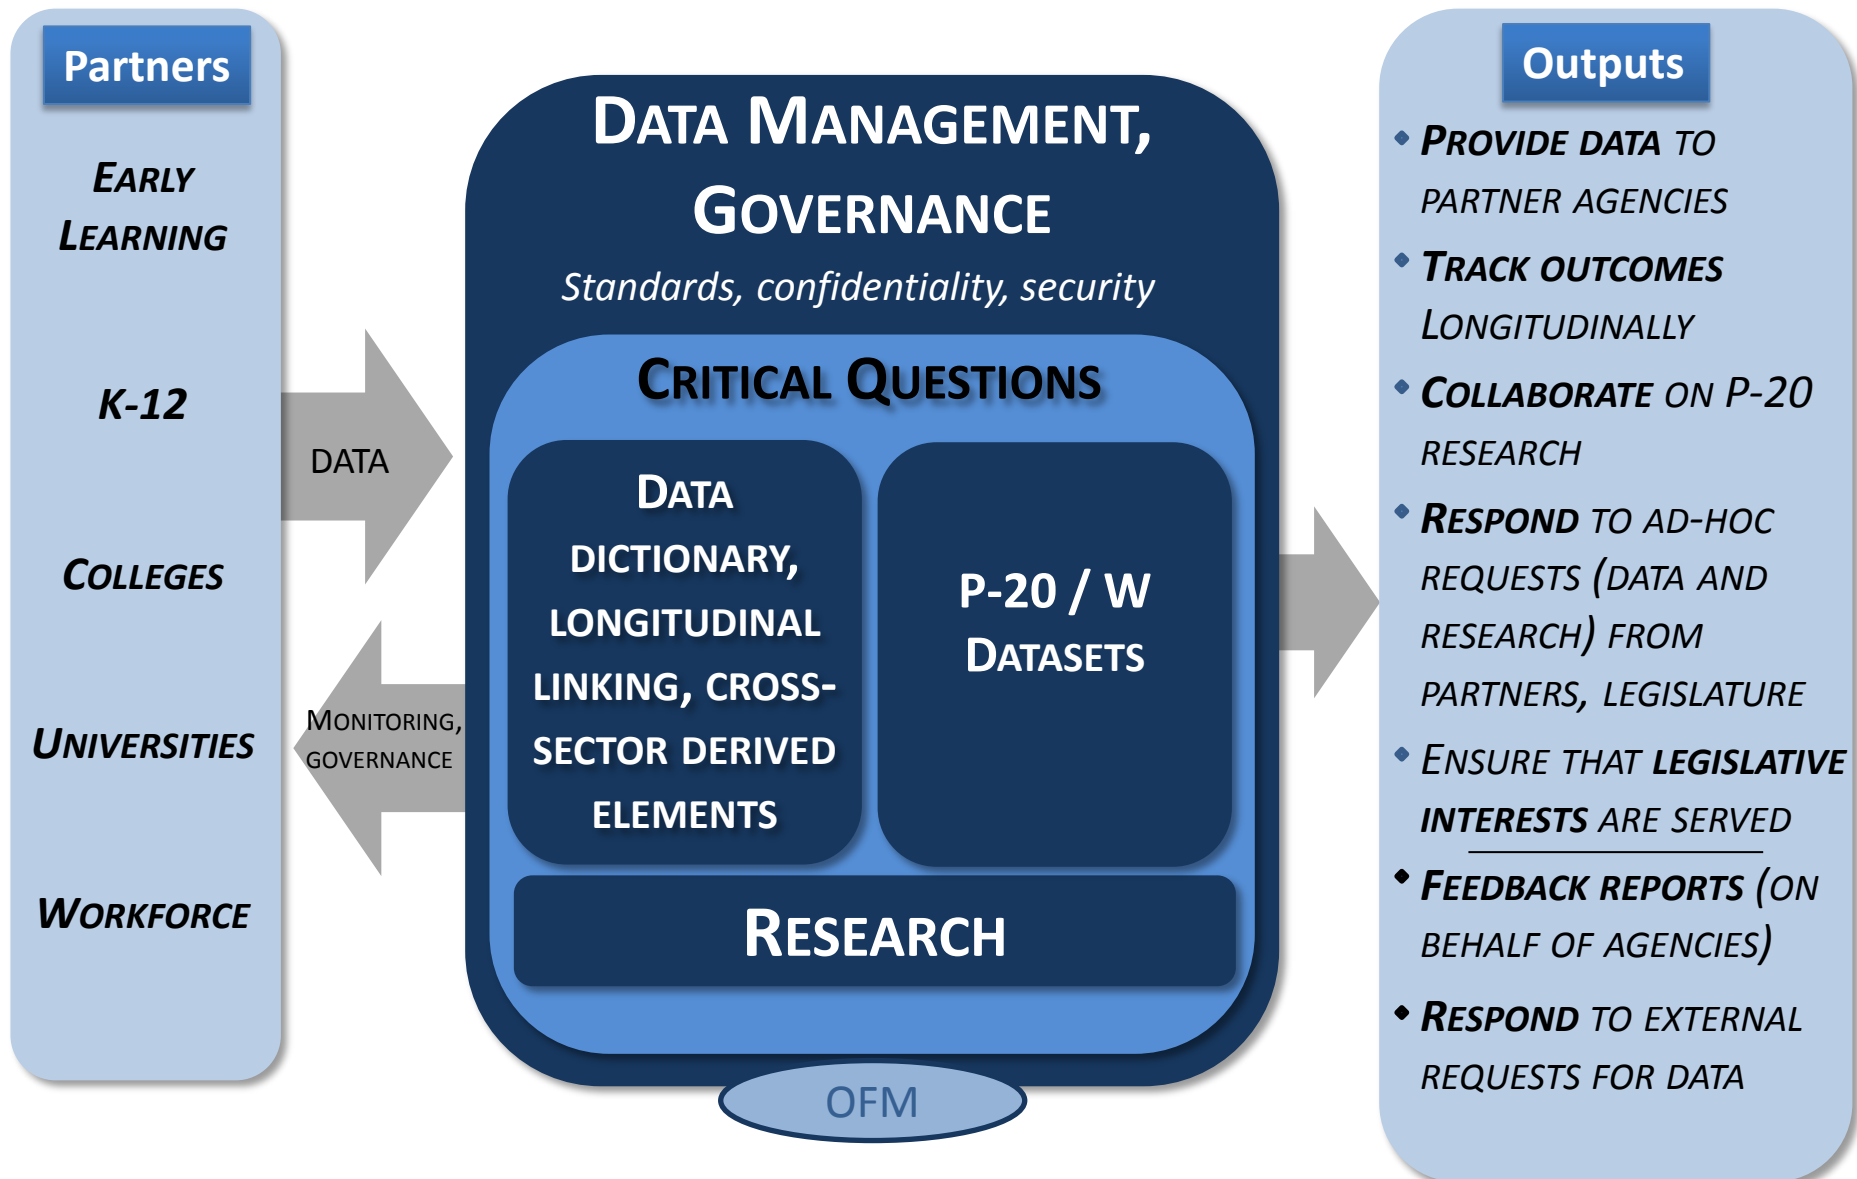 Partners
Early
Learning
K-12
Colleges
Universities
Workforce
DATA
Monitoring,
governance
Data Management,
Governance
Standards, confidentiality, security
Critical Questions
Data
dictionary,
longitudinal
linking, cross-
sector derived
elements
P-20 / W
Datasets
Research
OFM
Outputs
• Provide data to
partner agencies
• Track outcomes
Longitudinally
• Collaborate on P-20
research
• Respond to ad-hoc
requests (data and
research) from
partners, legislature
• Ensure that legislative
interests are served
• Feedback reports (on
behalf of agencies)
• Respond to external
requests for data